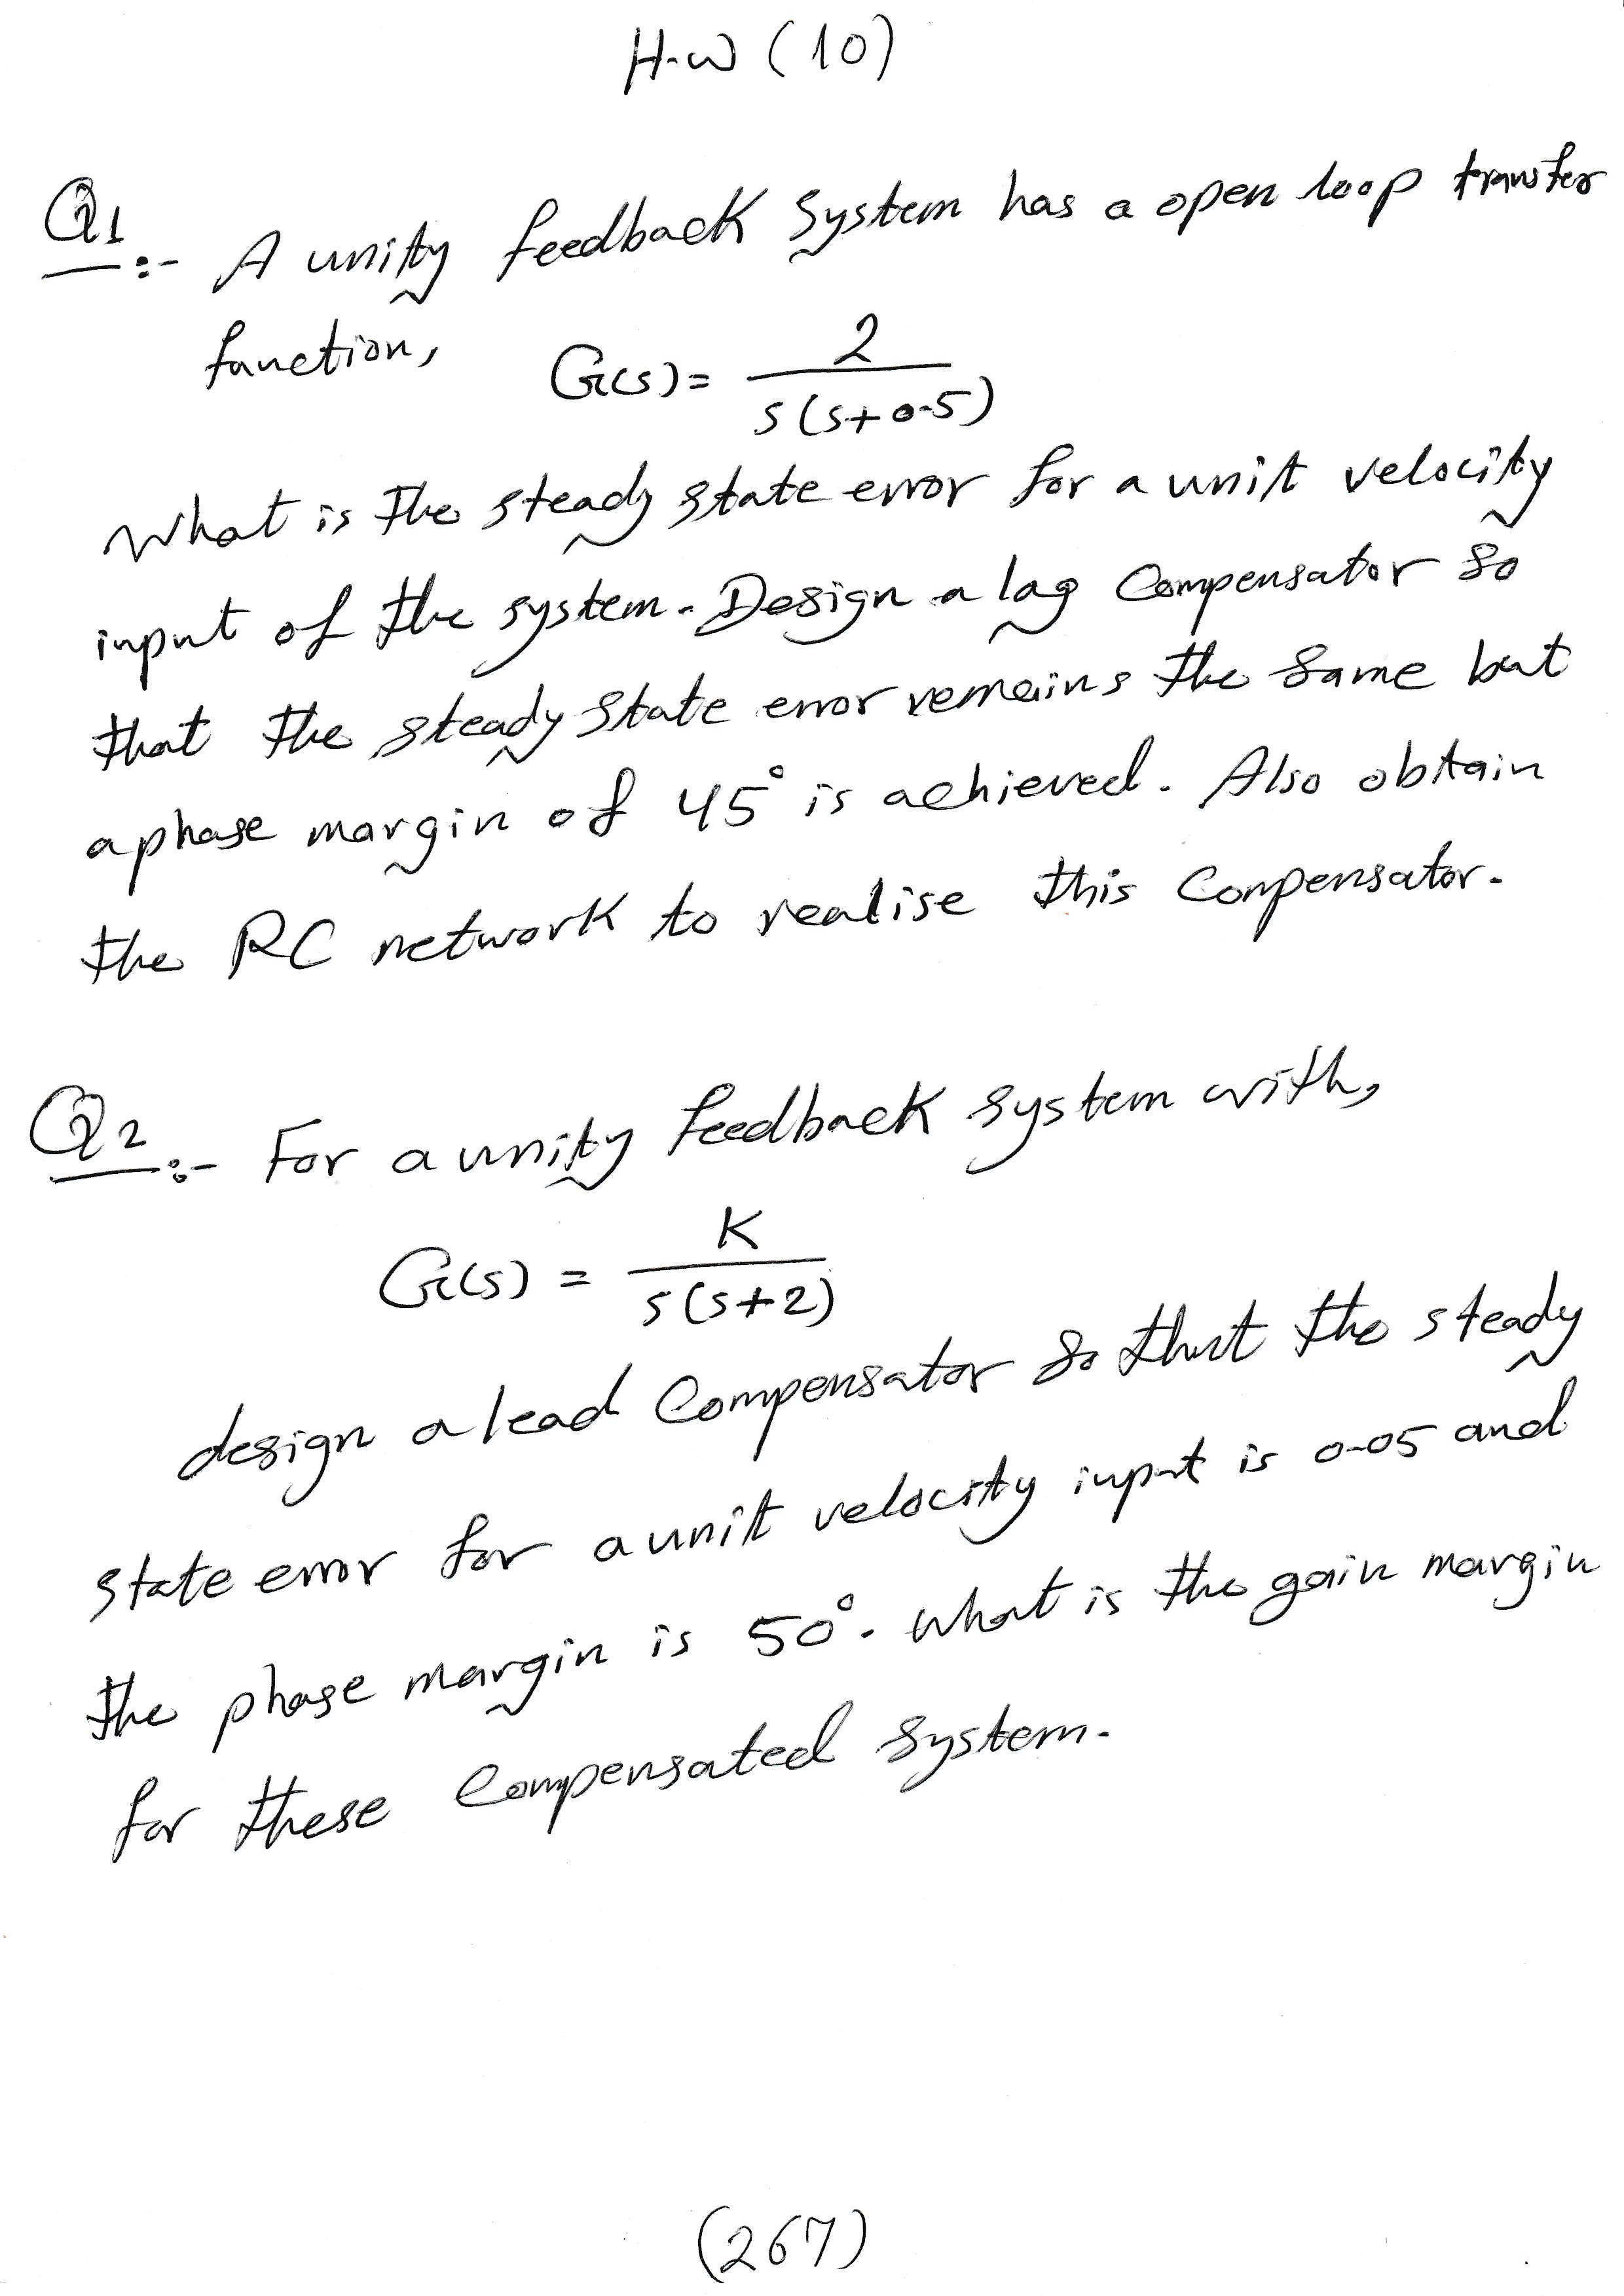 H.w (10)
Q1 :- A unity feedback system has a open loop transfer
function, G(s) = 2 / s(s+0.5)
What is the steady state error for a unit velocity
input of the system. Design a lag Compensator so
that the steady state error remains the same but
a phase margin of 45° is achieved. Also obtain
the RC network to realise this Compensator.
Q2 :- For a unity feedback system with,
G(s) = K / s(s+2)
design a lead Compensator so that the steady
state error for a unit velocity input is 0.05 and
the phase margin is 50°. what is the gain margin
for these Compensated system.
(267)